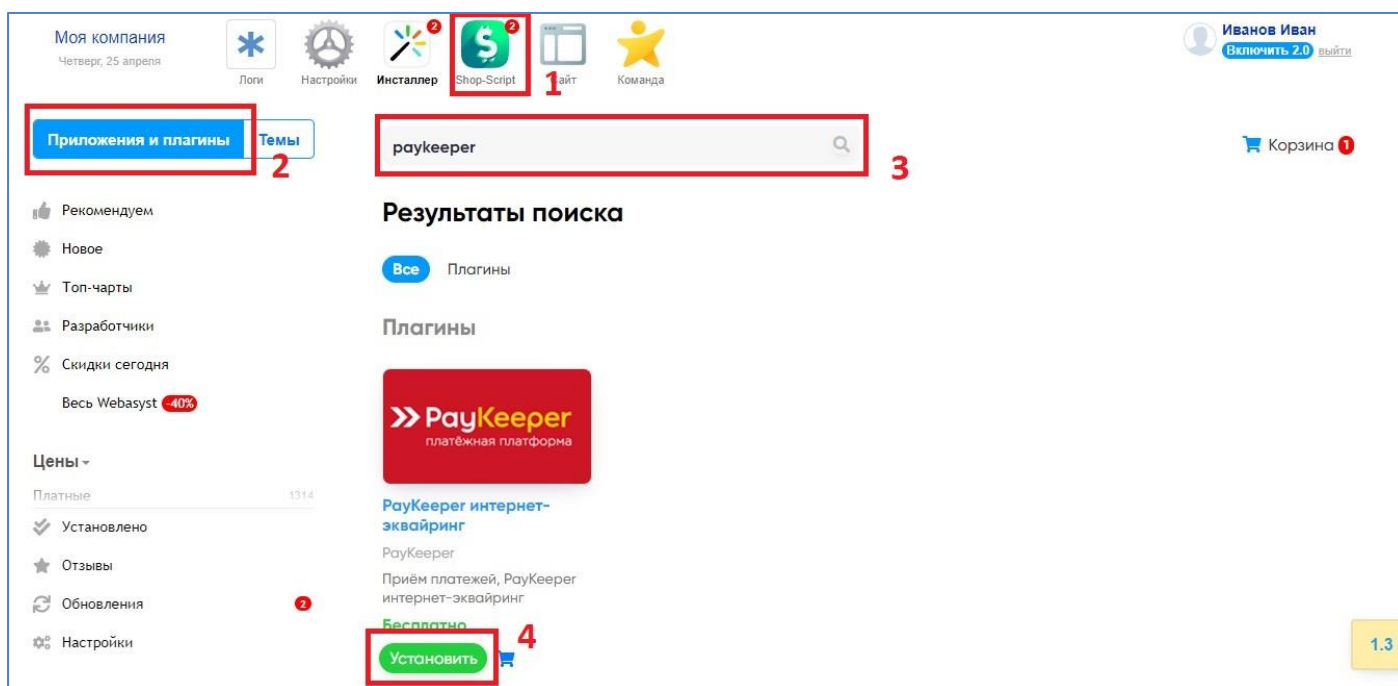 Моя компания
Четверг, 25 апреля
Логи
Настройки
2
Инсталлер
2
Shop-Script
1
Сайт
Команда
Иванов Иван
Включить 2.0 выйти
Приложения и плагины
Темы
2
paykeeper
3
Корзина 1
Рекомендуем
Новое
Топ-чарты
Разработчики
Скидки сегодня
Весь Webasyst -40%
Цены
Платные 1314
Установлено
Отзывы
Обновления 2
Настройки
Результаты поиска
Все Плагины
Плагины
PayKeeper
платёжная платформа
PayKeeper интернет-
эквайринг
PayKeeper
Приём платежей, PayKeeper
интернет-эквайринг
Бесплатно
4
Установить
1.3